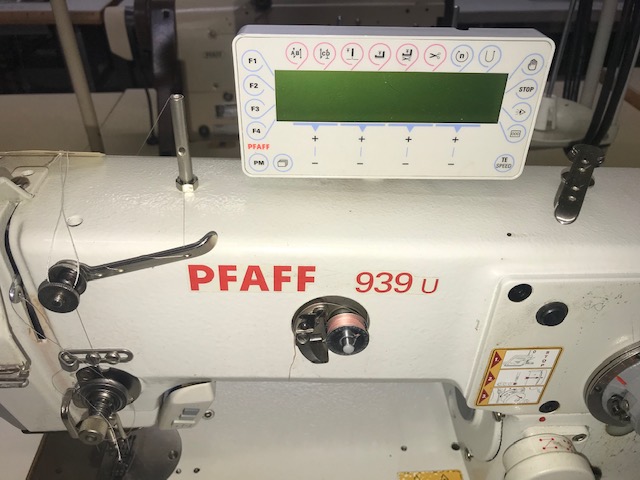 F1
F2
F3
F4
PFAFF
PM
n
STOP
TE
SPEED
+ + + +
− − − −
PFAFF 939 U